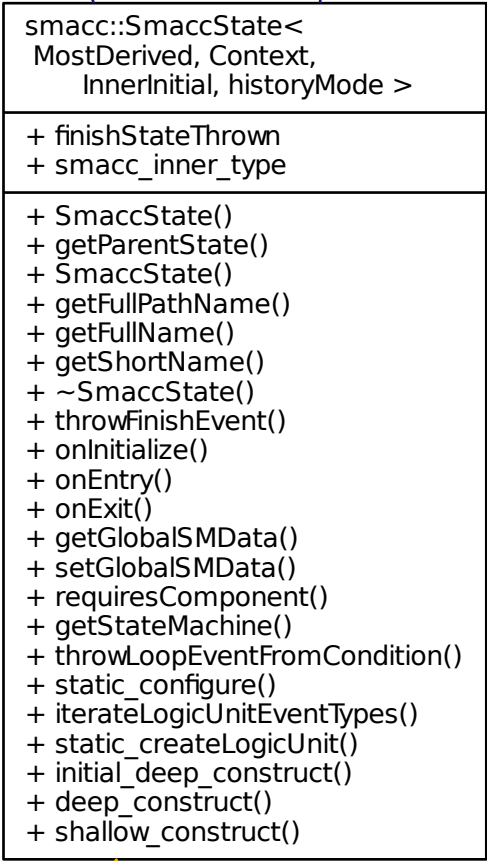 smacc::SmaccState<
MostDerived, Context,
InnerInitial, historyMode >
+ finishStateThrown
+ smacc_inner_type
+ SmaccState()
+ getParentState()
+ SmaccState()
+ getFullPathName()
+ getFullName()
+ getShortName()
+ ~SmaccState()
+ throwFinishEvent()
+ onInitialize()
+ onEntry()
+ onExit()
+ getGlobalSMData()
+ setGlobalSMData()
+ requiresComponent()
+ getStateMachine()
+ throwLoopEventFromCondition()
+ static_configure()
+ iterateLogicUnitEventTypes()
+ static_createLogicUnit()
+ initial_deep_construct()
+ deep_construct()
+ shallow_construct()